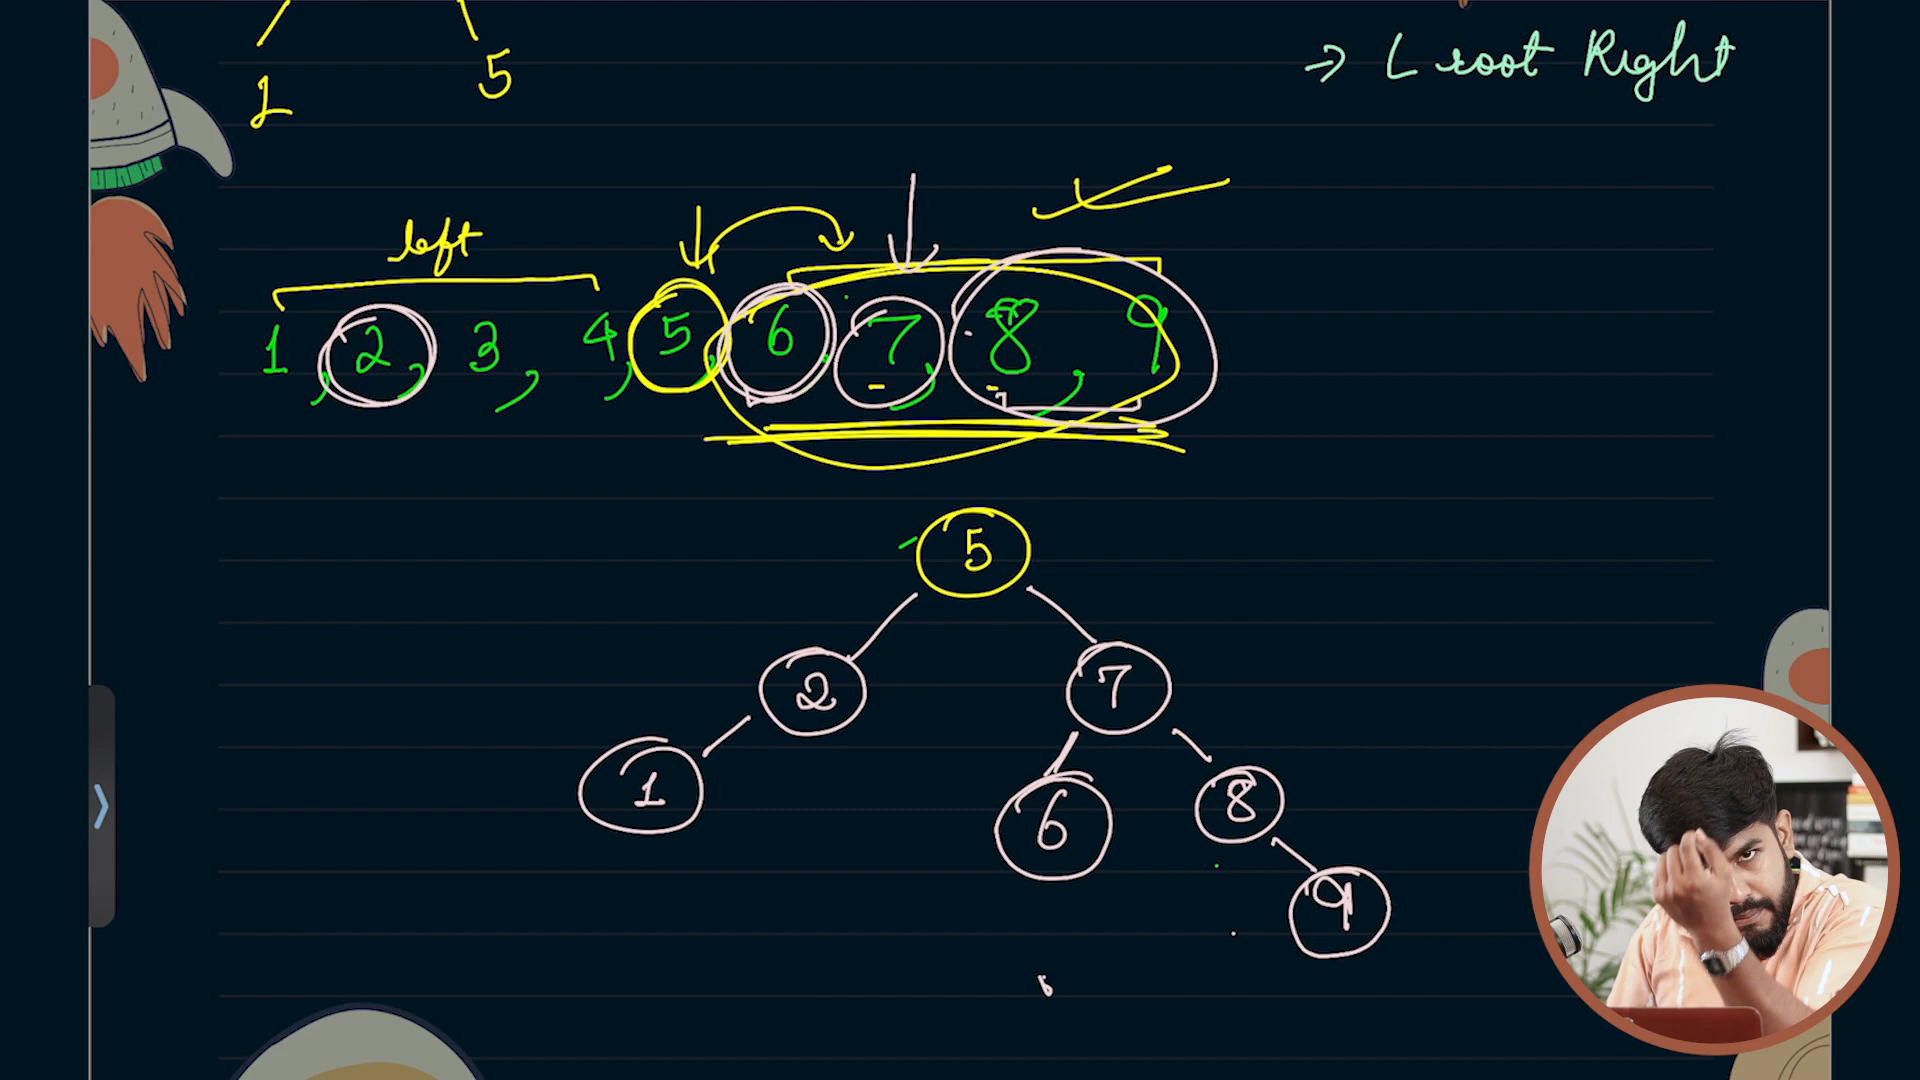 1 5
⇒ L root Right
left
1, 2, 3, 4, 5, 6, 7, 8, 9
5
2 7
1 6 8
9